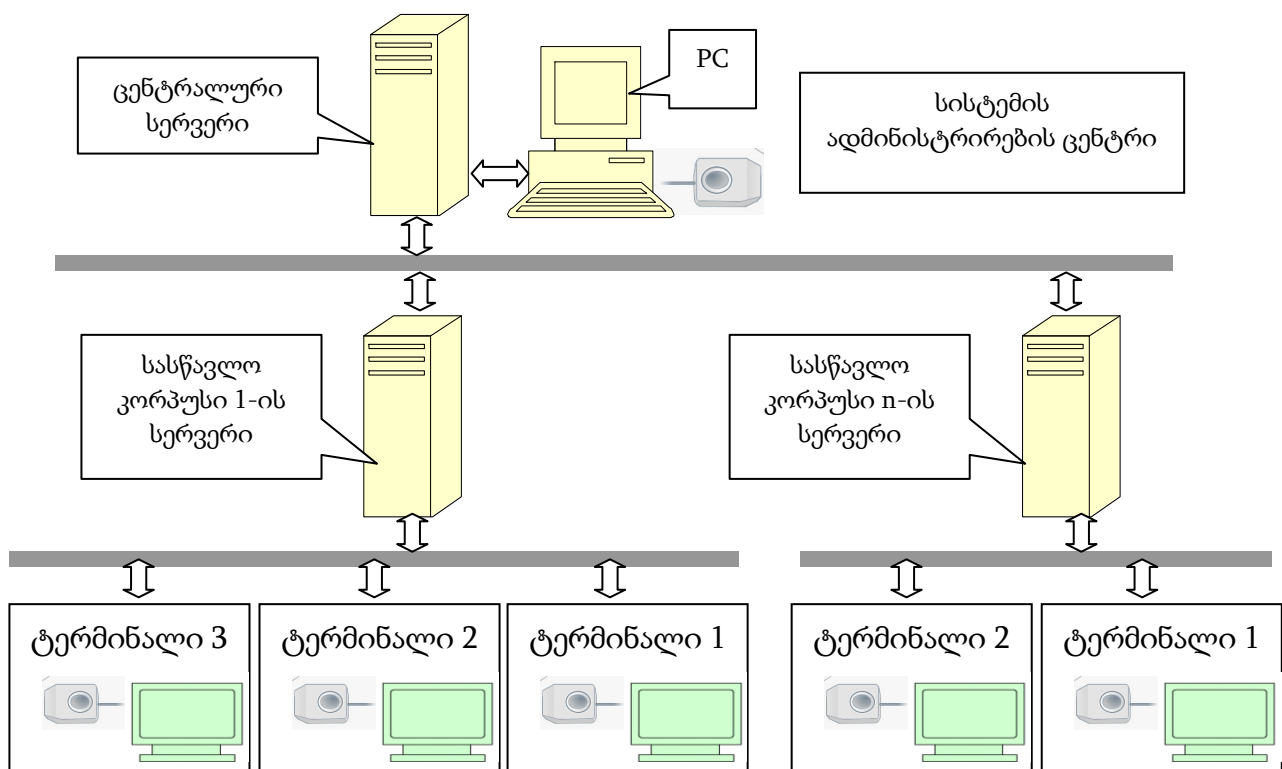 ცენტრალური
სერვერი
PC
სისტემის
ადმინისტრირების ცენტრი
სასწავლო
კორპუსი 1-ის
სერვერი
სასწავლო
კორპუსი n-ის
სერვერი
ტერმინალი 3
ტერმინალი 2
ტერმინალი 1
ტერმინალი 2
ტერმინალი 1